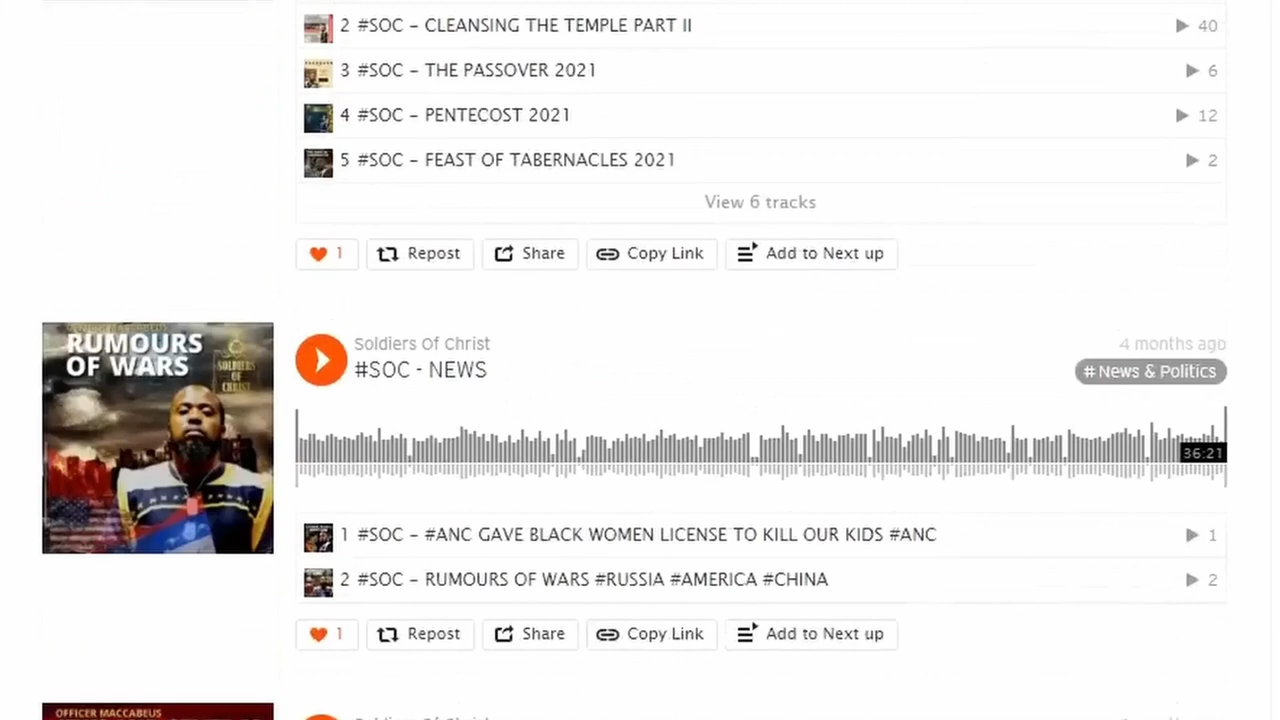 2 #SOC – CLEANSING THE TEMPLE PART II
40
3 #SOC – THE PASSOVER 2021
6
4 #SOC – PENTECOST 2021
12
5 #SOC – FEAST OF TABERNACLES 2021
2
View 6 tracks
1
Repost
Share
Copy Link
Add to Next up
RUMOURS
OF WARS
SOLDIERS
OF
CHRIST
Soldiers Of Christ
4 months ago
#SOC - NEWS
# News & Politics
36:21
1 #SOC – #ANC GAVE BLACK WOMEN LICENSE TO KILL OUR KIDS #ANC
1
2 #SOC – RUMOURS OF WARS #RUSSIA #AMERICA #CHINA
2
1
Repost
Share
Copy Link
Add to Next up
OFFICER MACCABEUS